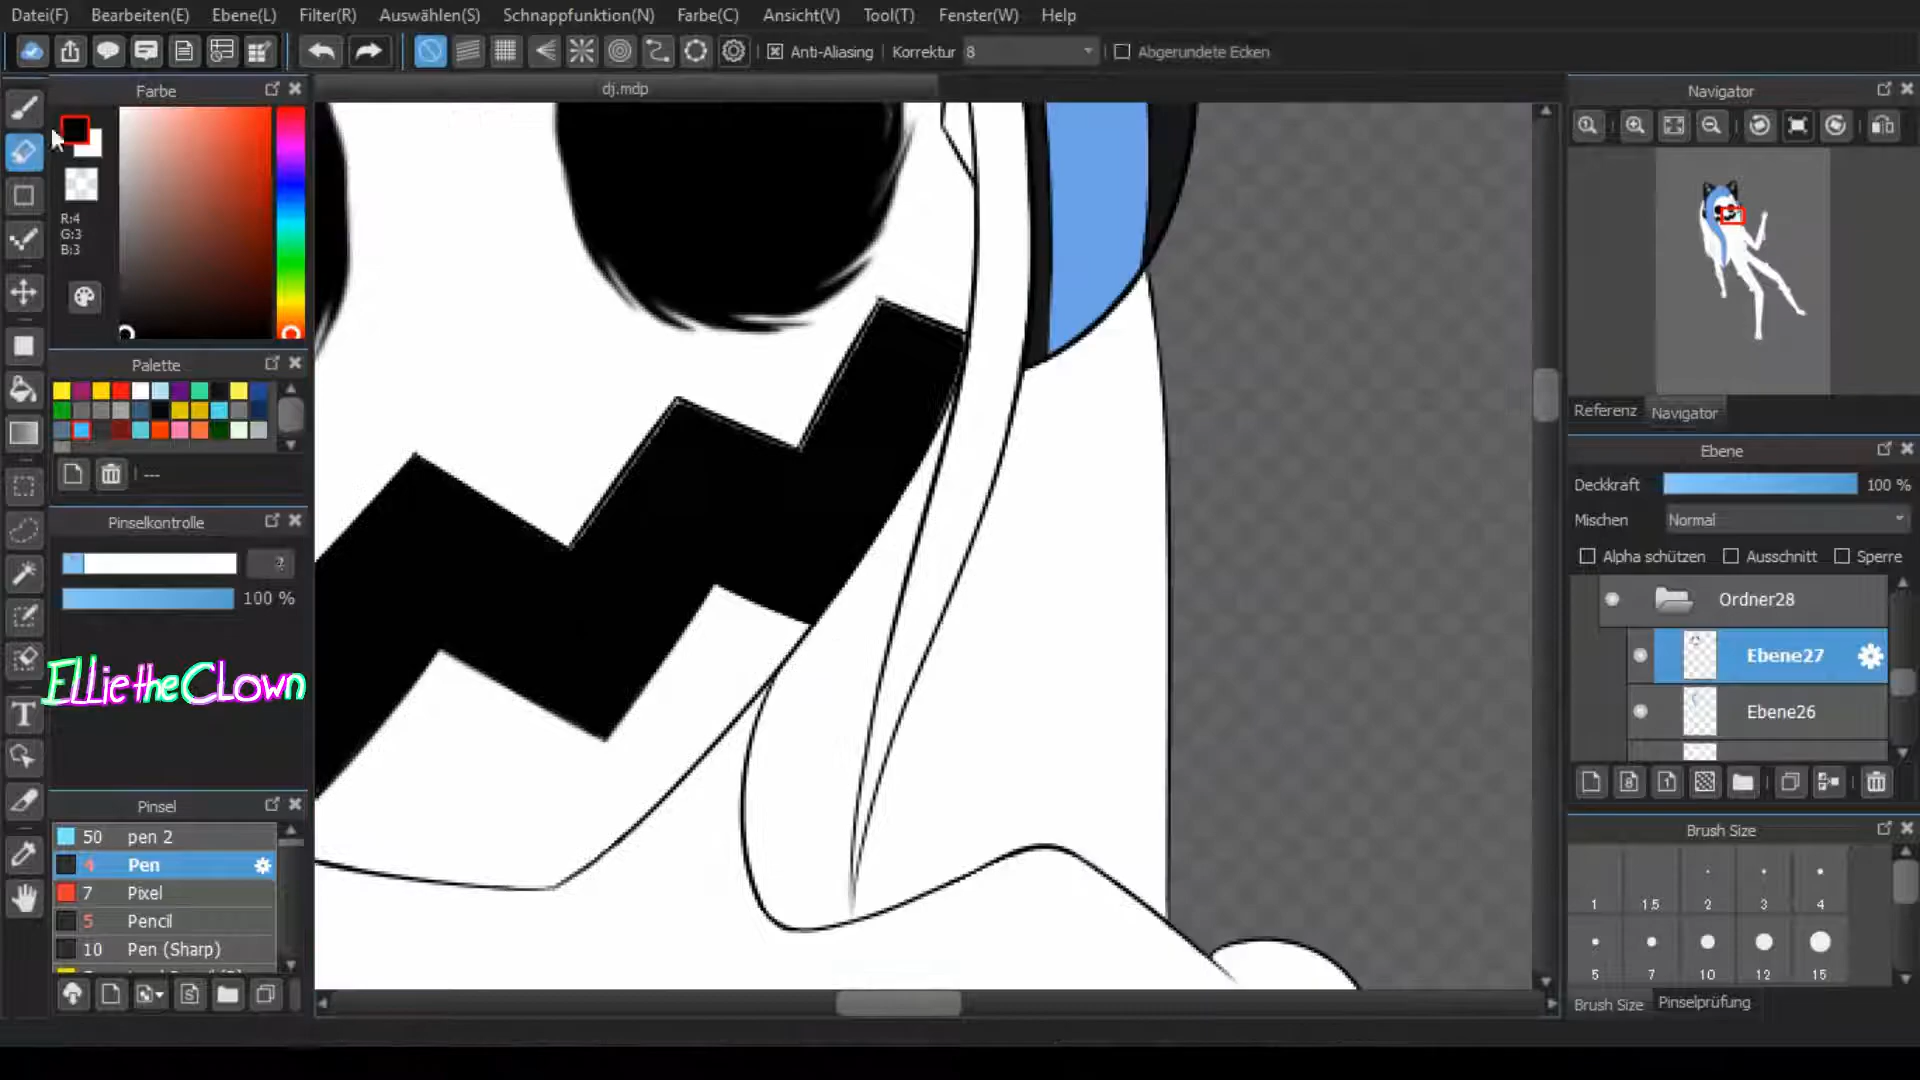 Datei(F) Bearbeiten(E) Ebene(L) Filter(R) Auswählen(S) Schnappfunktion(N) Farbe(C) Ansicht(V) Tool(T) Fenster(W) Help
Anti-Aliasing Korrektur 8 Abgerundete Ecken
Farbe
dj.mdp
R:4
G:3
B:3
Palette
---
Pinselkontrolle
?
100 %
EllietheClown
T
Pinsel
50 pen 2
4 Pen
7 Pixel
5 Pencil
10 Pen (Sharp)
Navigator
Referenz Navigator
Ebene
Deckkraft 100 %
Mischen Normal
Alpha schützen Ausschnitt Sperre
Ordner28
Ebene27
Ebene26
8 1
Brush Size
1 1.5 2 3 4
5 7 10 12 15
Brush Size Pinselprüfung